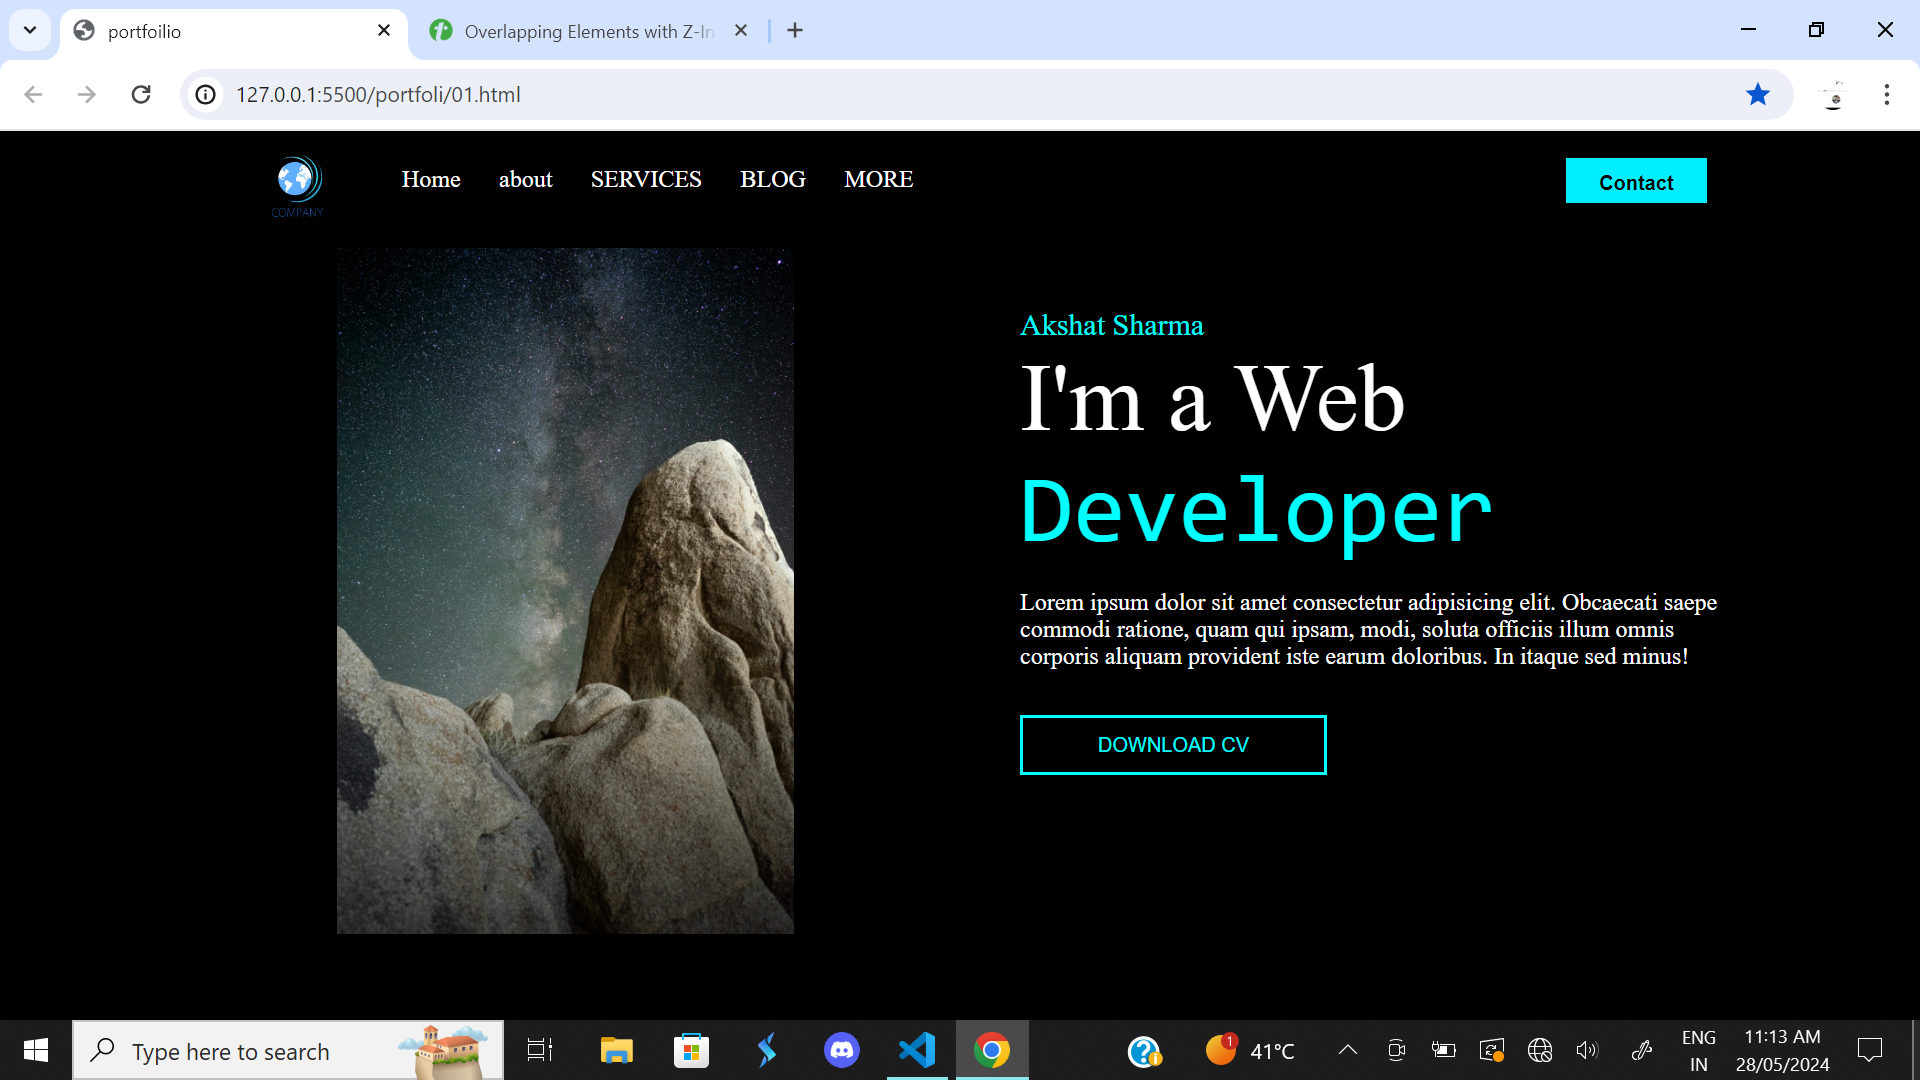 portfoilio
Overlapping Elements with Z-In
127.0.0.1:5500/portfoli/01.html
COMPANY
Home about SERVICES BLOG MORE
Contact
Akshat Sharma
I'm a Web
Developer
Lorem ipsum dolor sit amet consectetur adipisicing elit. Obcaecati saepe
commodi ratione, quam qui ipsam, modi, soluta officiis illum omnis
corporis aliquam provident iste earum doloribus. In itaque sed minus!
DOWNLOAD CV
Type here to search
1
41°C
ENG
IN
11:13 AM
28/05/2024